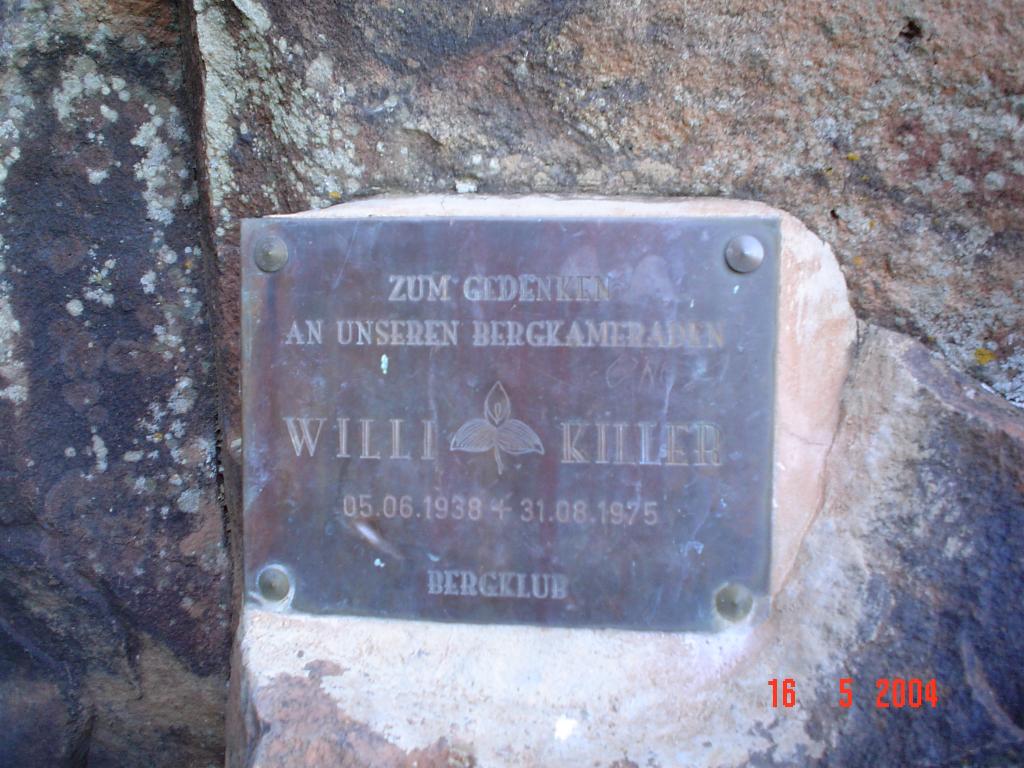 ZUM GEDENKEN
AN UNSEREN BERGKAMERADEN
WILLI KILLER
05.06.1938 + 31.08.1975
BERGKLUB
16 5 2004